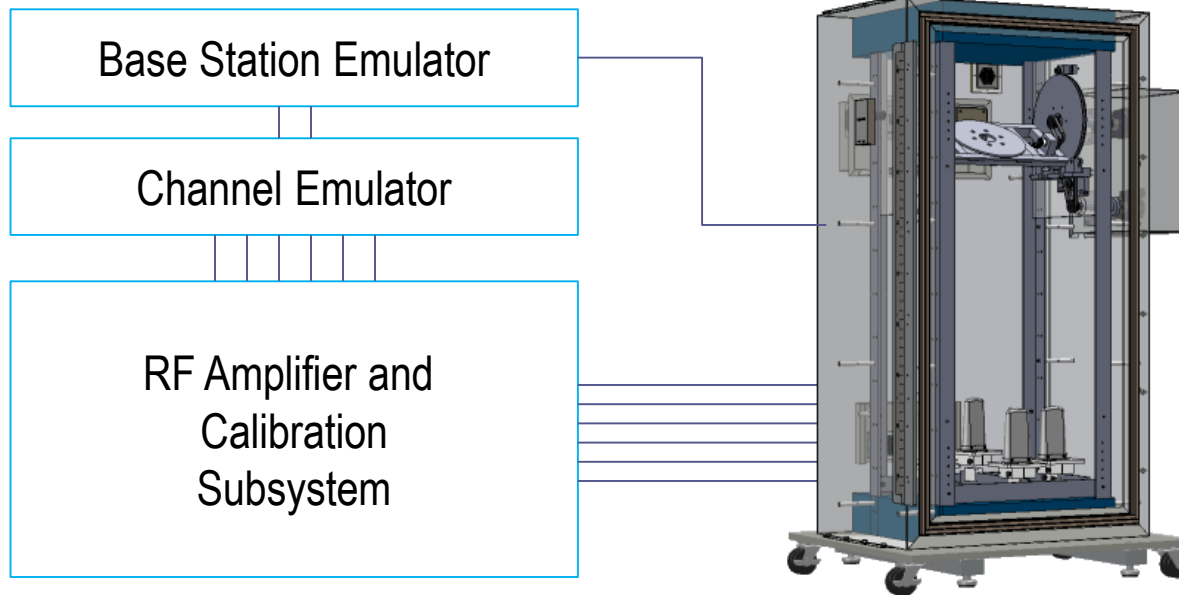 Base Station Emulator
Channel Emulator
RF Amplifier and
Calibration
Subsystem